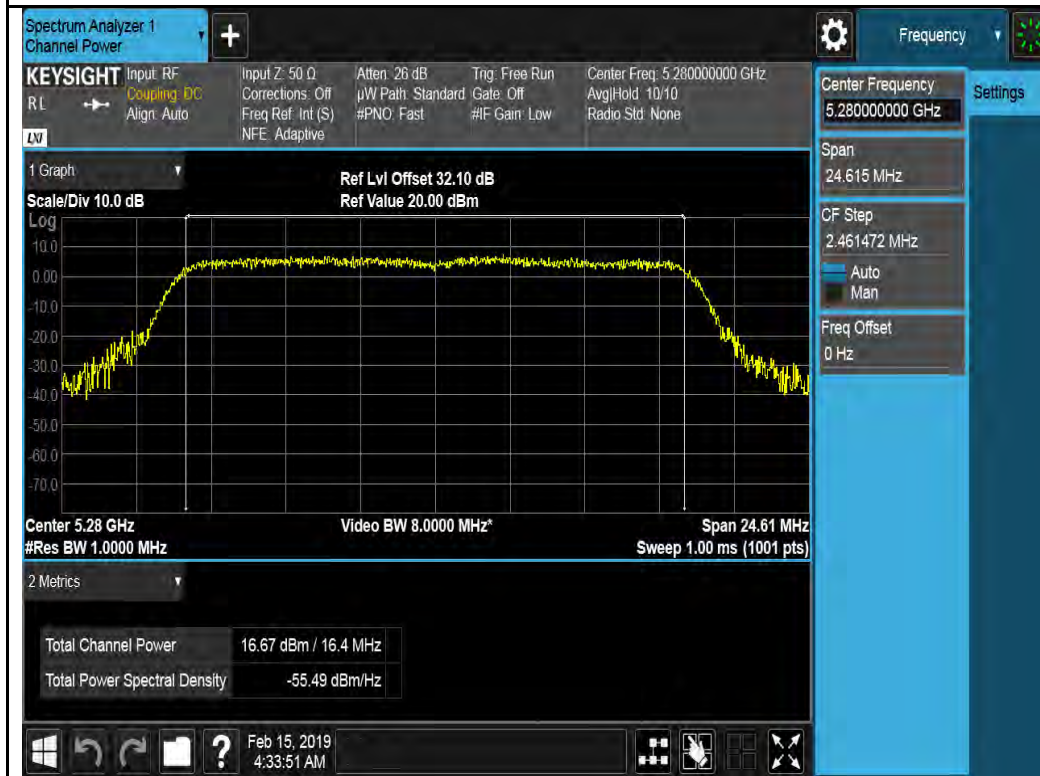 Spectrum Analyzer 1
Channel Power
+
Frequency
KEYSIGHT
RL
LXI
Input: RF
Coupling: DC
Align: Auto
Input Z: 50 Ω
Corrections: Off
Freq Ref: Int (S)
NFE: Adaptive
Atten: 26 dB
µW Path: Standard
#PNO: Fast
Trig: Free Run
Gate: Off
#IF Gain: Low
Center Freq: 5.280000000 GHz
Avg|Hold: 10/10
Radio Std: None
Center Frequency
5.280000000 GHz
Settings
Span
24.615 MHz
CF Step
2.461472 MHz
Auto
Man
Freq Offset
0 Hz
1 Graph
Scale/Div 10.0 dB
Ref Lvl Offset 32.10 dB
Ref Value 20.00 dBm
Log
10.0
0.00
-10.0
-20.0
-30.0
-40.0
-50.0
-60.0
-70.0
Center 5.28 GHz
#Res BW 1.0000 MHz
Video BW 8.0000 MHz*
Span 24.61 MHz
Sweep 1.00 ms (1001 pts)
2 Metrics
Total Channel Power 16.67 dBm / 16.4 MHz
Total Power Spectral Density -55.49 dBm/Hz
?
Feb 15, 2019
4:33:51 AM